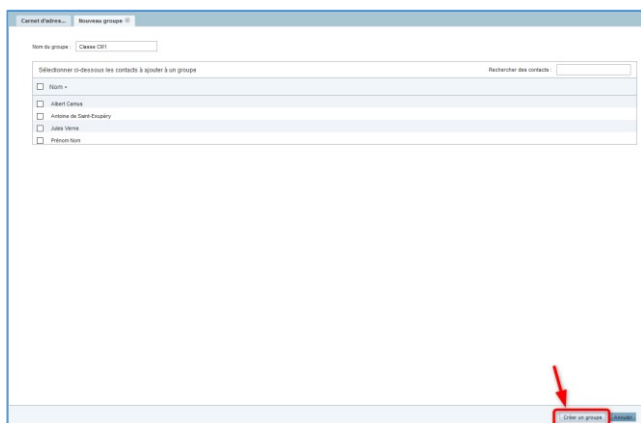 Carnet d'adres... Nouveau groupe
Nom du groupe : Classe CM1
Sélectionner ci-dessous les contacts à ajouter à un groupe Rechercher des contacts :
Nom
Albert Camus
Antoine de Saint-Exupéry
Jules Verne
Prénom Nom
Créer un groupe Annuler